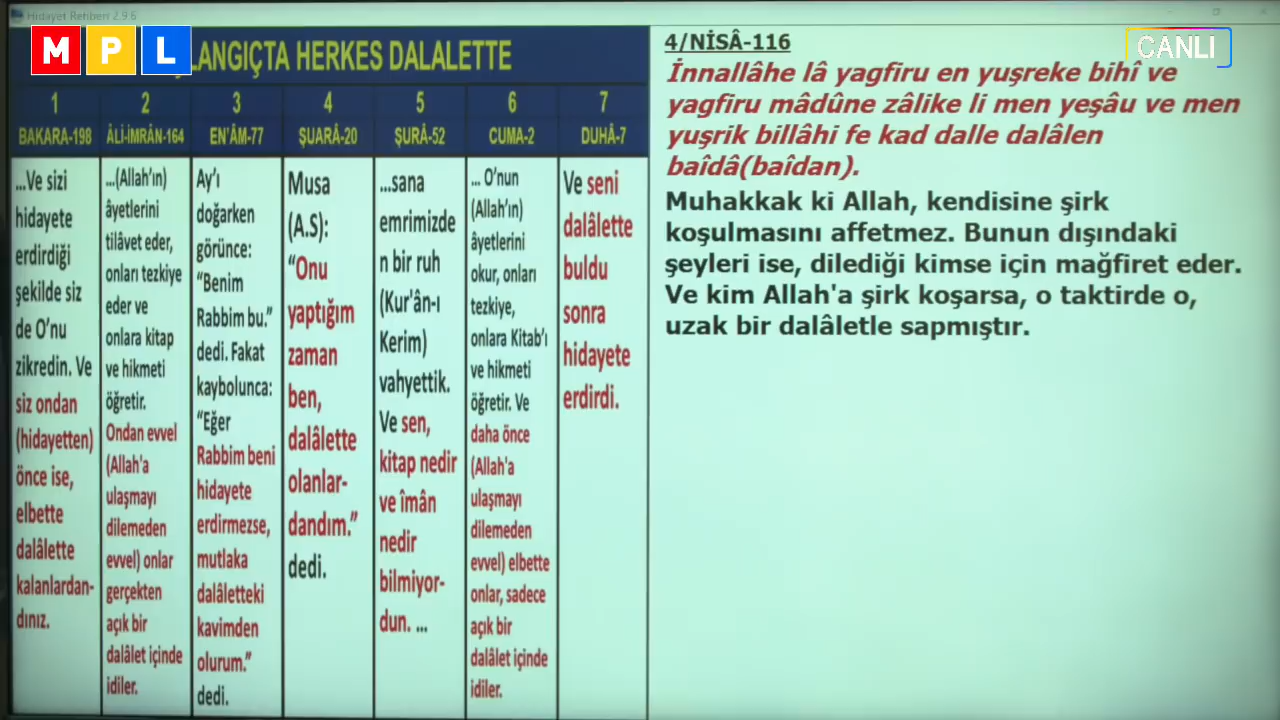 Hidayet Rehberi 2.9.6
MPL
CANLI
LANGIÇTA HERKES DALALETTE
1
BAKARA-198
...Ve sizi
hidayete
erdirdiği
şekilde siz
de O’nu
zikredin. Ve
siz ondan
(hidayetten)
önce ise,
elbette
dalâlette
kalanlardan-
dınız.
2
ÂLİ-İMRÂN-164
...(Allah’ın)
âyetlerini
tilâvet eder,
onları tezkiye
eder ve
onlara kitap
ve hikmeti
öğretir.
Ondan evvel
(Allah'a
ulaşmayı
dilemeden
evvel) onlar
gerçekten
açık bir
dalâlet içinde
idiler.
3
EN’ÂM-77
Ay’ı
doğarken
görünce:
“Benim
Rabbim bu.”
dedi. Fakat
kaybolunca:
“Eğer
Rabbim beni
hidayete
erdirmezse,
mutlaka
dalâletteki
kavimden
olurum.”
dedi.
4
ŞUARÂ-20
Musa
(A.S):
“Onu
yaptığım
zaman
ben,
dalâlette
olanlar-
dandım.”
dedi.
5
ŞURÂ-52
...sana
emrimizde
n bir ruh
(Kur’ân-ı
Kerim)
vahyettik.
Ve sen,
kitap nedir
ve îmân
nedir
bilmiyor-
dun. ...
6
CUMA-2
... O’nun
(Allah’ın)
âyetlerini
okur, onları
tezkiye,
onlara Kitab’ı
ve hikmeti
öğretir. Ve
daha önce
(Allah'a
ulaşmayı
dilemeden
evvel) elbette
onlar, sadece
açık bir
dalâlet içinde
idiler.
7
DUHÂ-7
Ve seni
dalâlette
buldu
sonra
hidayete
erdirdi.
4/NİSÂ-116
İnnallâhe lâ yagfiru en yuşreke bihî ve
yagfiru mâdûne zâlike li men yeşâu ve men
yuşrik billâhi fe kad dalle dalâlen
baîdâ(baîdan).
Muhakkak ki Allah, kendisine şirk
koşulmasını affetmez. Bunun dışındaki
şeyleri ise, dilediği kimse için mağfiret eder.
Ve kim Allah'a şirk koşarsa, o taktirde o,
uzak bir dalâletle sapmıştır.